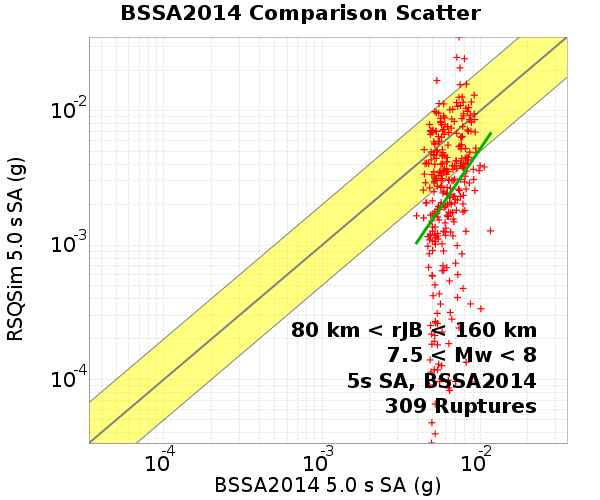 BSSA2014 Comparison Scatter
RSQSim 5.0 s SA (g)
10-2
10-3
10-4
80 km < rJB < 160 km
7.5 < Mw < 8
5s SA, BSSA2014
309 Ruptures
10-4
10-3
10-2
BSSA2014 5.0 s SA (g)